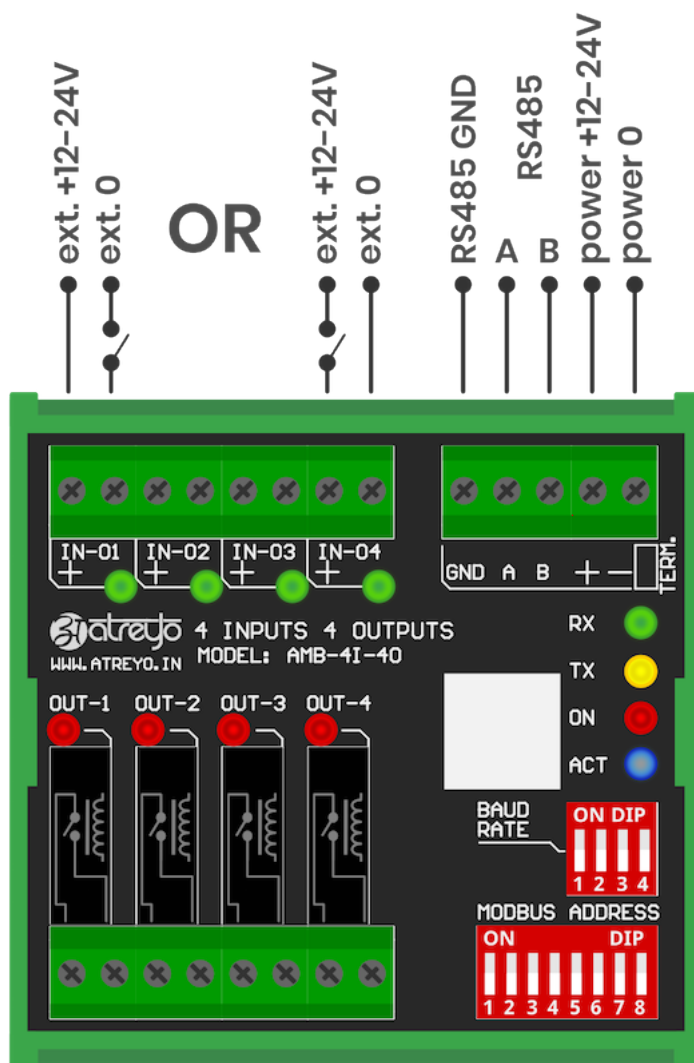 ext. +12-24V
ext. 0
OR
ext. +12-24V
ext. 0
RS485 GND
A
RS485
B
power +12-24V
power 0
IN-01 IN-02 IN-03 IN-04
+
GND A B + -
TERM.
atreyo
WWW.ATREYO.IN
4 INPUTS 4 OUTPUTS
MODEL: AMB-4I-4O
RX
TX
ON
ACT
OUT-1 OUT-2 OUT-3 OUT-4
BAUD
RATE
ON DIP
1 2 3 4
MODBUS ADDRESS
ON DIP
1 2 3 4 5 6 7 8